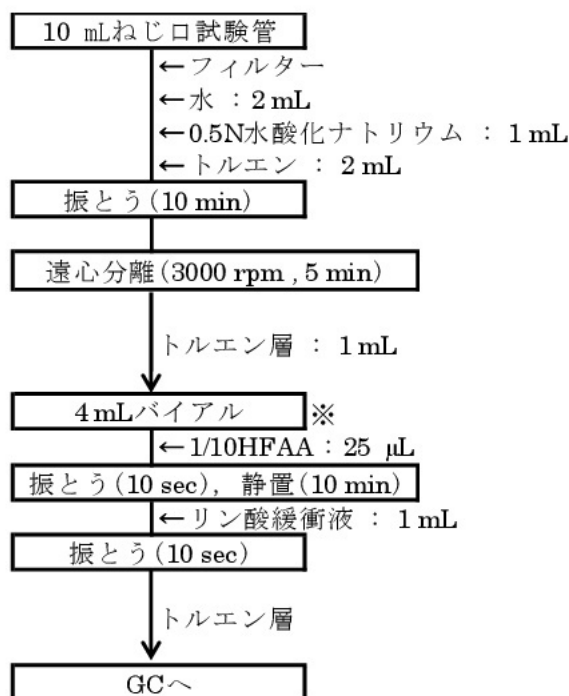 10 mLねじ口試験管
←フィルター
←水 : 2 mL
←0.5N水酸化ナトリウム : 1 mL
←トルエン : 2 mL
振とう(10 min)
遠心分離(3000 rpm , 5 min)
トルエン層 : 1 mL
4 mLバイアル ※
←1/10HFAA : 25 μL
振とう(10 sec), 静置(10 min)
←リン酸緩衝液 : 1 mL
振とう(10 sec)
トルエン層
GCへ